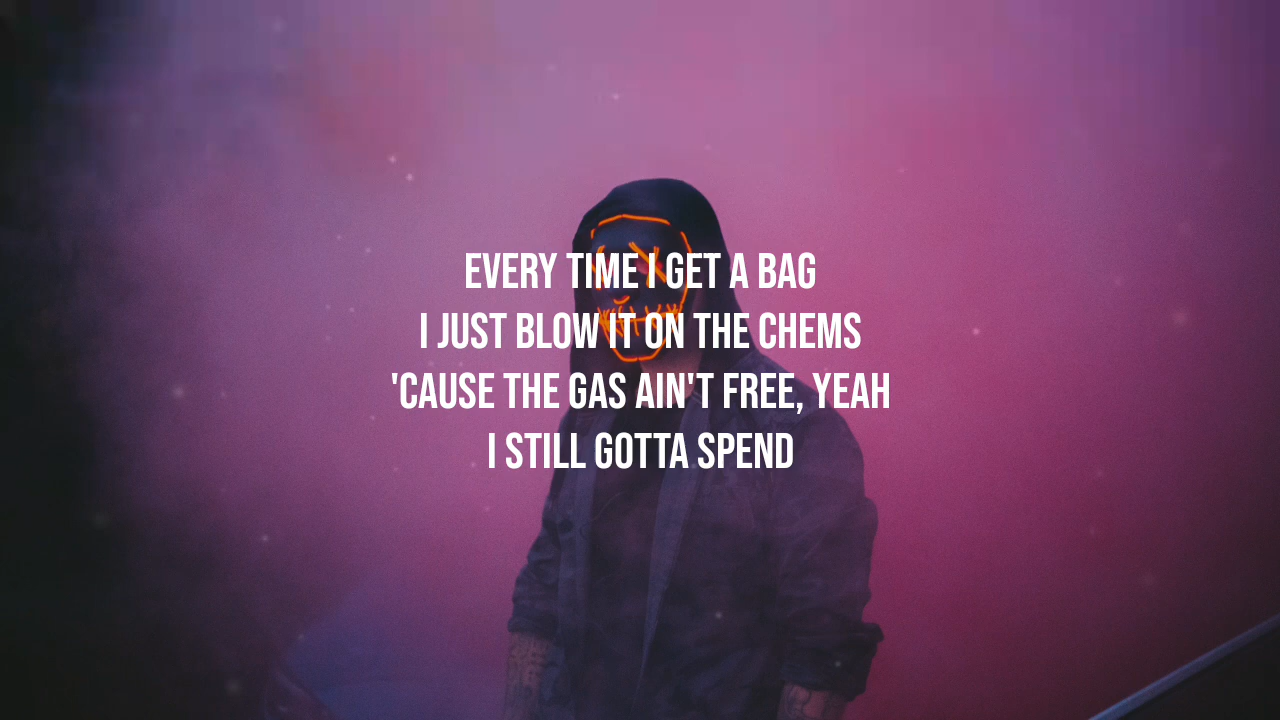 EVERY TIME I GET A BAG
I JUST BLOW IT ON THE CHEMS
'CAUSE THE GAS AIN'T FREE, YEAH
I STILL GOTTA SPEND